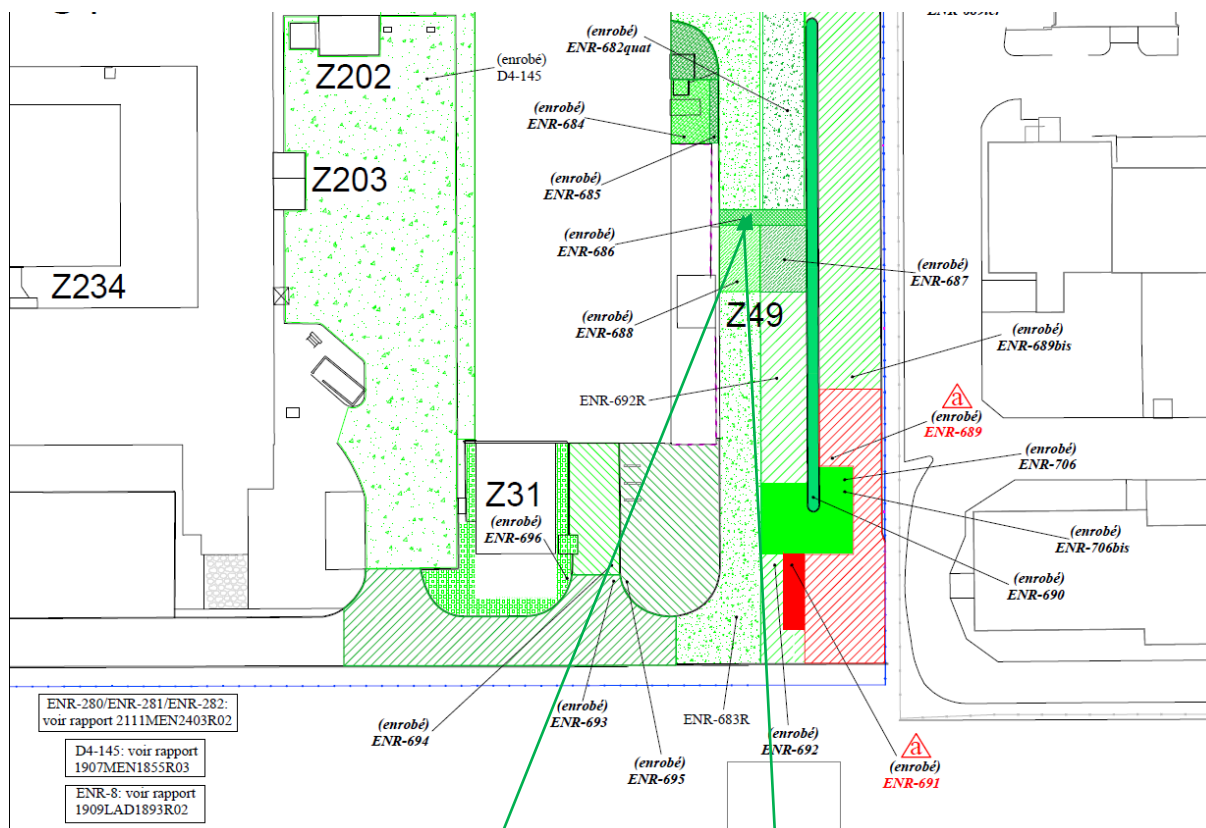 (enrobé)
ENR-682quat
Z202
(enrobé)
D4-145
(enrobé)
ENR-684
Z203
(enrobé)
ENR-685
(enrobé)
ENR-686
Z234
(enrobé)
ENR-687
(enrobé)
ENR-688
Z49
(enrobé)
ENR-689bis
ENR-692R
a
(enrobé)
ENR-689
(enrobé)
ENR-706
Z31
(enrobé)
ENR-696
(enrobé)
ENR-706bis
(enrobé)
ENR-690
ENR-280/ENR-281/ENR-282:
voir rapport 2111MEN2403R02
(enrobé)
ENR-694
(enrobé)
ENR-693
ENR-683R
(enrobé)
ENR-692
D4-145: voir rapport
1907MEN1855R03
(enrobé)
ENR-695
a
(enrobé)
ENR-691
ENR-8: voir rapport
1909LAD1893R02